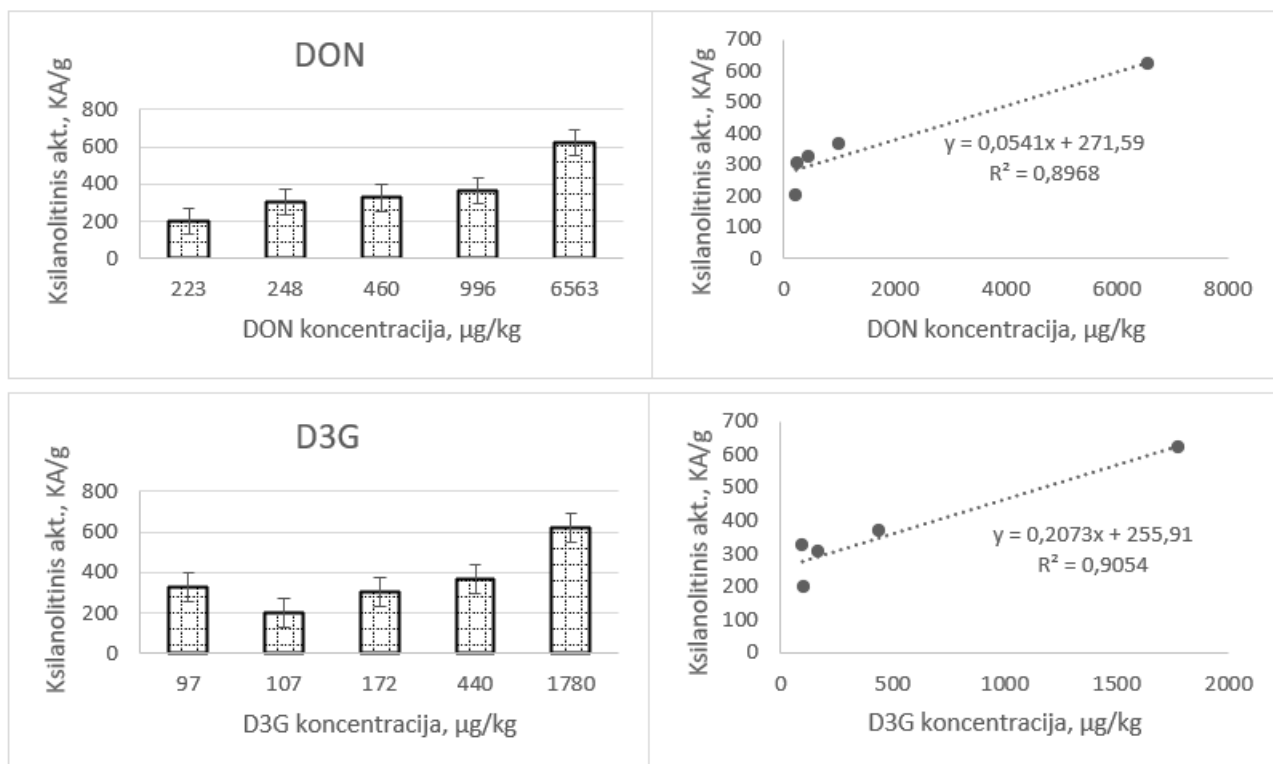 DON
Ksilanolitinis akt., KA/g
800
600
400
200
0
223 248 460 996 6563
DON koncentracija, µg/kg
Ksilanolitinis akt., KA/g
700
600
500
400
300
200
100
0
y = 0,0541x + 271,59
R² = 0,8968
0 2000 4000 6000 8000
DON koncentracija, µg/kg
D3G
Ksilanolitinis akt., KA/g
800
600
400
200
0
97 107 172 440 1780
D3G koncentracija, µg/kg
Ksilanolitinis akt., KA/g
700
600
500
400
300
200
100
0
y = 0,2073x + 255,91
R² = 0,9054
0 500 1000 1500 2000
D3G koncentracija, µg/kg